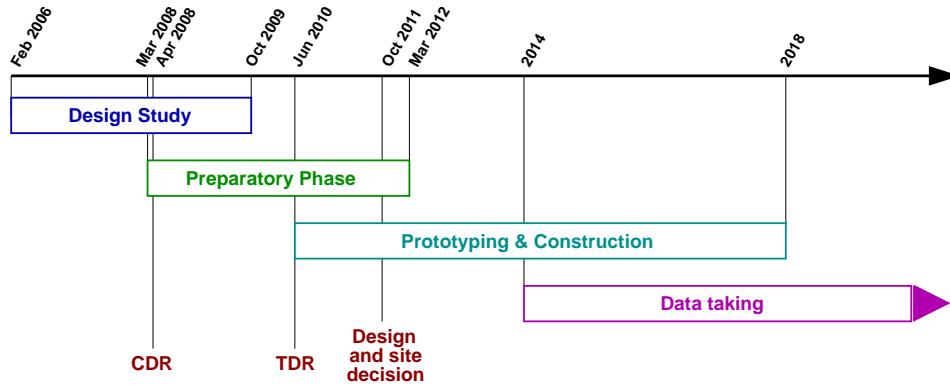 Feb 2006
Mar 2008
Apr 2008
Oct 2009
Jun 2010
Oct 2011
Mar 2012
2014
2018
Design Study
Preparatory Phase
Prototyping & Construction
Data taking
CDR
TDR
Design
and site
decision